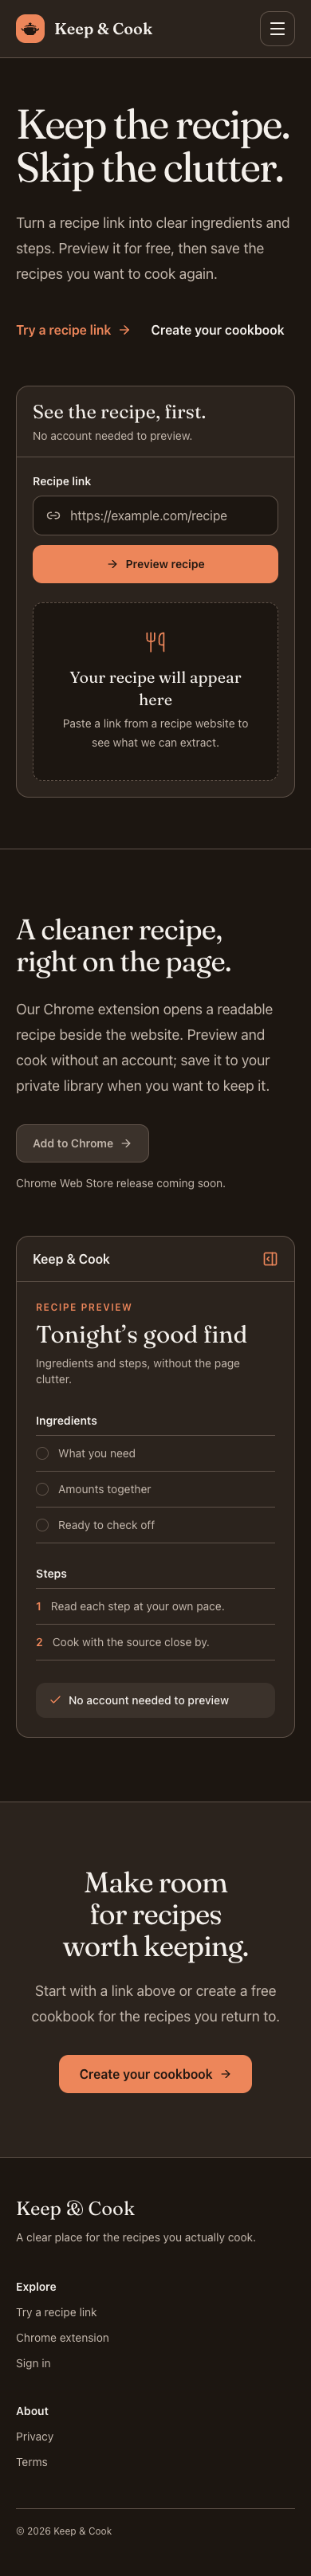 Keep & Cook
Keep the recipe.
Skip the clutter.
Turn a recipe link into clear ingredients and
steps. Preview it for free, then save the
recipes you want to cook again.
Try a recipe link → Create your cookbook
See the recipe, first.
No account needed to preview.
Recipe link
https://example.com/recipe
→ Preview recipe
Your recipe will appear
here
Paste a link from a recipe website to
see what we can extract.
A cleaner recipe,
right on the page.
Our Chrome extension opens a readable
recipe beside the website. Preview and
cook without an account; save it to your
private library when you want to keep it.
Add to Chrome →
Chrome Web Store release coming soon.
Keep & Cook
RECIPE PREVIEW
Tonight’s good find
Ingredients and steps, without the page
clutter.
Ingredients
What you need
Amounts together
Ready to check off
Steps
1 Read each step at your own pace.
2 Cook with the source close by.
No account needed to preview
Make room
for recipes
worth keeping.
Start with a link above or create a free
cookbook for the recipes you return to.
Create your cookbook →
Keep & Cook
A clear place for the recipes you actually cook.
Explore
Try a recipe link
Chrome extension
Sign in
About
Privacy
Terms
© 2026 Keep & Cook